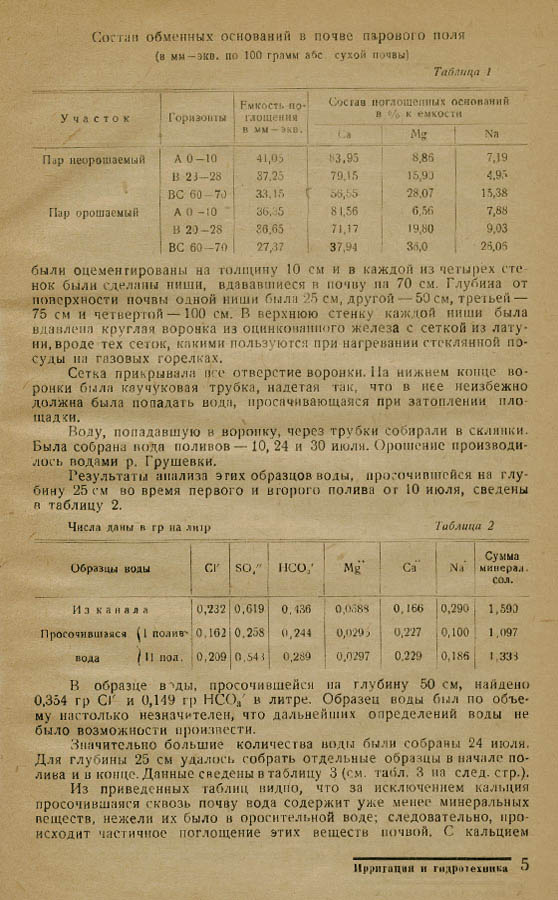 Состав обменных оснований в почве парового поля
(в мм—экв. по 100 грамм абс сухой почвы)
Таблица 1
Участок Горизонты Емкость поглощения в мм—экв. Состав поглощенных оснований в % к емкости
Ca Mg Na
Пар неорошаемый А 0—10 41,05 83,95 8,86 7,19
В 23—28 37,25 79,15 15,90 4,95
ВС 60—70 33,15 28,07 15,38
Пар орошаемый А 0—10 81,56 6,56 7,88
В 20—28 36,65 71,17 19,80 9,03
ВС 60—70 27,37 37,94 26,06
были оцементированы на толщину 10 см и в каждой из четырех сте-
нок были сделаны ниши, вдававшиеся в почву на 70 см. Глубина от
поверхности почвы одной ниши была 25 см, другой — 50 см, третьей —
75 см и четвертой — 100 см. В верхнюю стенку каждой ниши была
вдавлена круглая воронка из оцинкованного железа с сеткой из лату-
ни, вроде тех сеток, какими пользуются при нагревании стеклянной по-
суды на газовых горелках.
Сетка прикрывала все отверстие воронки. На нижнем конце во-
ронки была каучуковая трубка, надетая так, что в нее неизбежно
должна была попадать вода, просачивающаяся при затоплении пло-
щадки.
Воду, попадавшую в воронку, через трубки собирали в склянки.
Была собрана вода поливов — 10, 24 и 30 июля. Орошение производи-
лось водами р. Грушевки.
Результаты анализа этих образцов воды, просочившейся на глу-
бину 25 см во время первого и второго полива от 10 июля, сведены
в таблицу 2.
Числа даны в гр на литр Таблица 2
Образцы воды Cl′ SO₄″ HCO₃′ Mg¨ Ca¨ Na˙ Сумма минерал. сол.
Из канала 0,232 0,619 0,436 0,0588 0,166 0,290 1,590
Просочившаяся I полив 0,162 0,258 0,244 0,0295 0,227 0,100 1,097
вода II пол. 0,209 0,543 0,289 0,0297 0,229 0,186 1,333
В образце воды, просочившейся на глубину 50 см, найдено
0,354 гр Cl′ и 0,149 гр HCO₃′ в литре. Образец воды был по объе-
му настолько незначителен, что дальнейших определений воды не
было возможности произвести.
Значительно большие количества воды были собраны 24 июля.
Для глубины 25 см удалось собрать отдельные образцы в начале по-
лива и в конце. Данные сведены в таблицу 3 (см. табл. 3 на след. стр.).
Из приведенных таблиц видно, что за исключением кальция
просочившаяся сквозь почву вода содержит уже менее минеральных
веществ, нежели их было в оросительной воде; следовательно, про-
исходит частичное поглощение этих веществ почвой. С кальцием
Ирригация и гидротехника 5